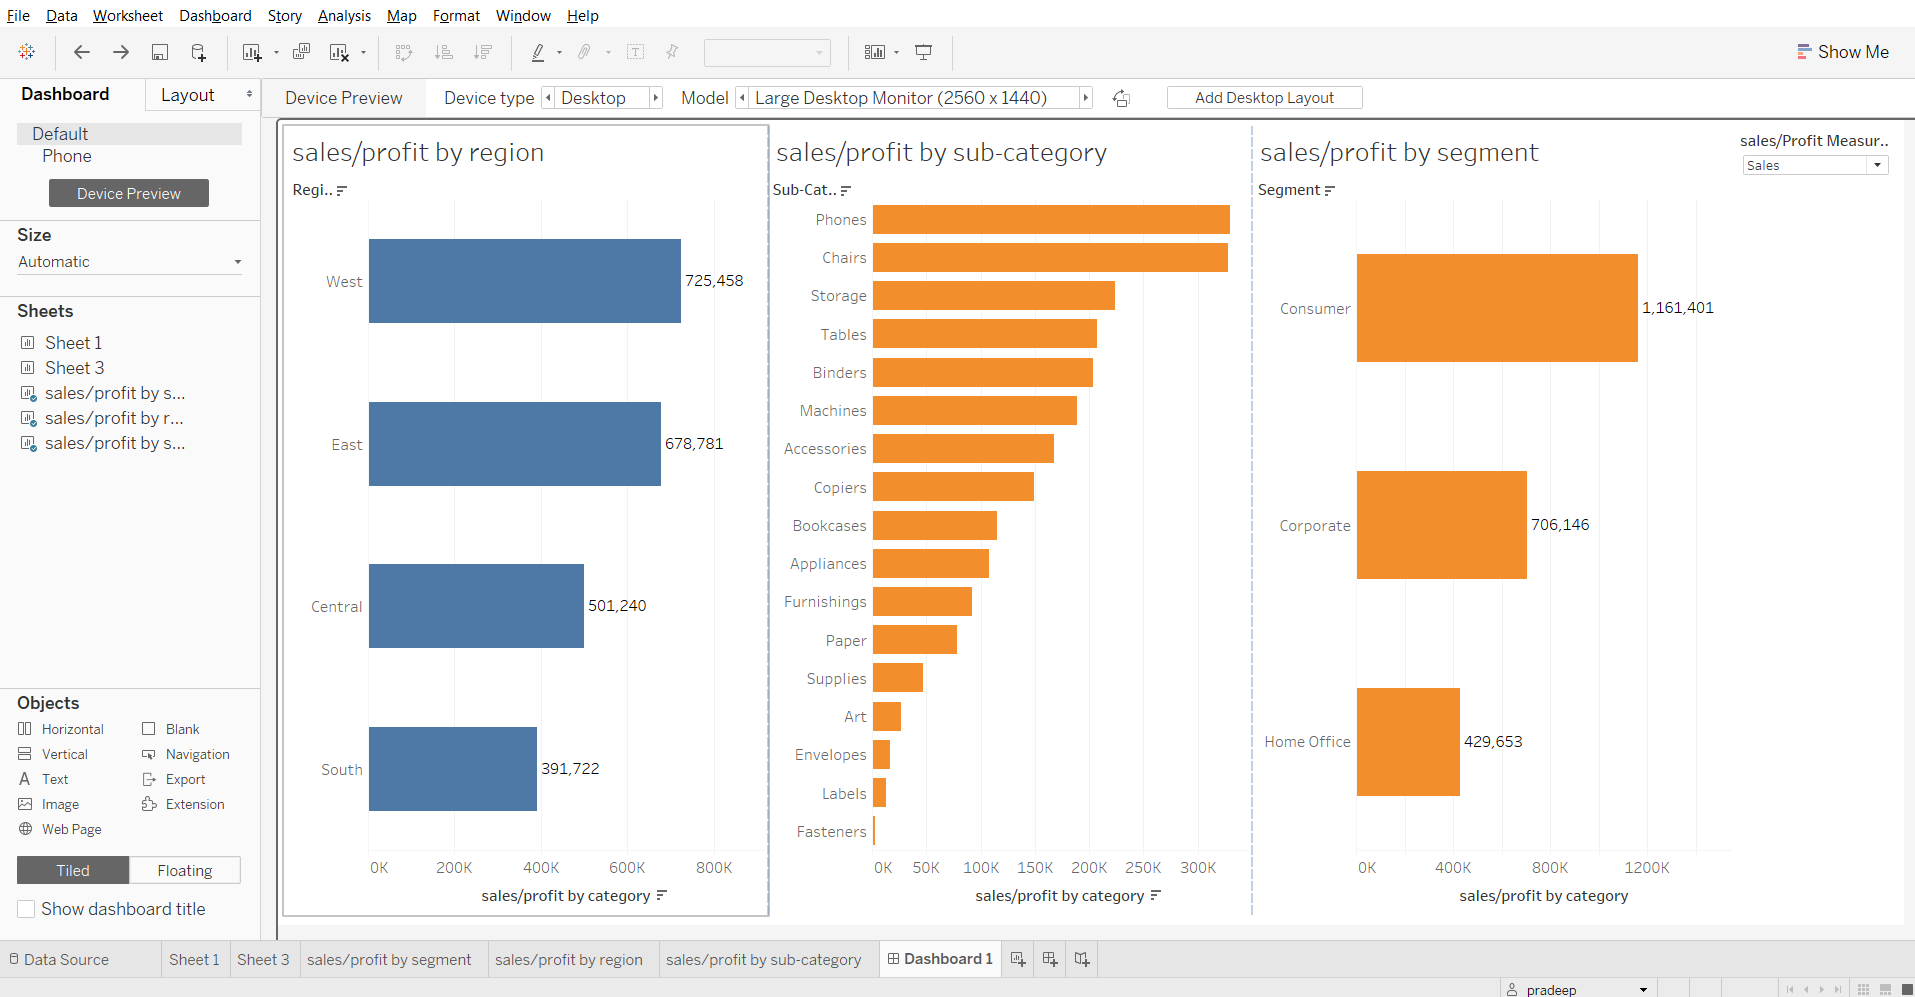 File Data Worksheet Dashboard Story Analysis Map Format Window Help
Show Me
Dashboard Layout
Device Preview Device type Desktop Model Large Desktop Monitor (2560 x 1440) Add Desktop Layout
Default
Phone
Device Preview
Size
Automatic
Sheets
Sheet 1
Sheet 3
sales/profit by s...
sales/profit by r...
sales/profit by s...
Objects
Horizontal Blank
Vertical Navigation
A Text Export
Image Extension
Web Page
Tiled Floating
Show dashboard title
sales/profit by region
Regi..
West 725,458
East 678,781
Central 501,240
South 391,722
0K 200K 400K 600K 800K
sales/profit by category
sales/profit by sub-category
Sub-Cat..
Phones
Chairs
Storage
Tables
Binders
Machines
Accessories
Copiers
Bookcases
Appliances
Furnishings
Paper
Supplies
Art
Envelopes
Labels
Fasteners
0K 50K 100K 150K 200K 250K 300K
sales/profit by category
sales/profit by segment
Segment
Consumer 1,161,401
Corporate 706,146
Home Office 429,653
0K 400K 800K 1200K
sales/profit by category
sales/Profit Measur..
Sales
Data Source Sheet 1 Sheet 3 sales/profit by segment sales/profit by region sales/profit by sub-category Dashboard 1
pradeep